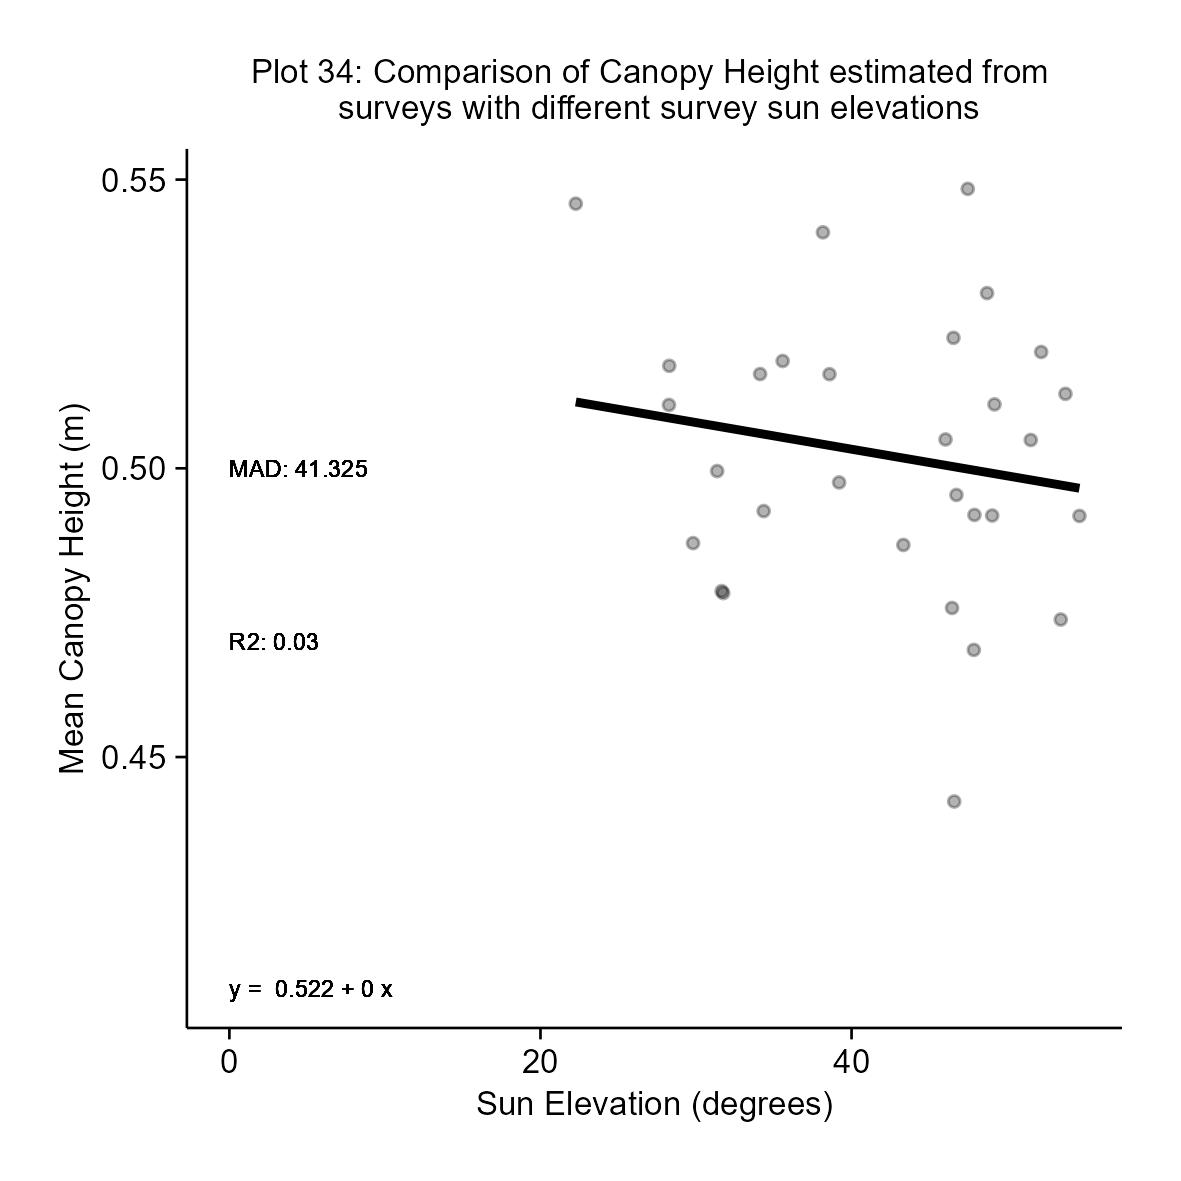 Plot 34: Comparison of Canopy Height estimated from
surveys with different survey sun elevations
Mean Canopy Height (m)
0.55
0.50
0.45
MAD: 41.325
R2: 0.03
y =  0.522 + 0 x
0
20
40
Sun Elevation (degrees)